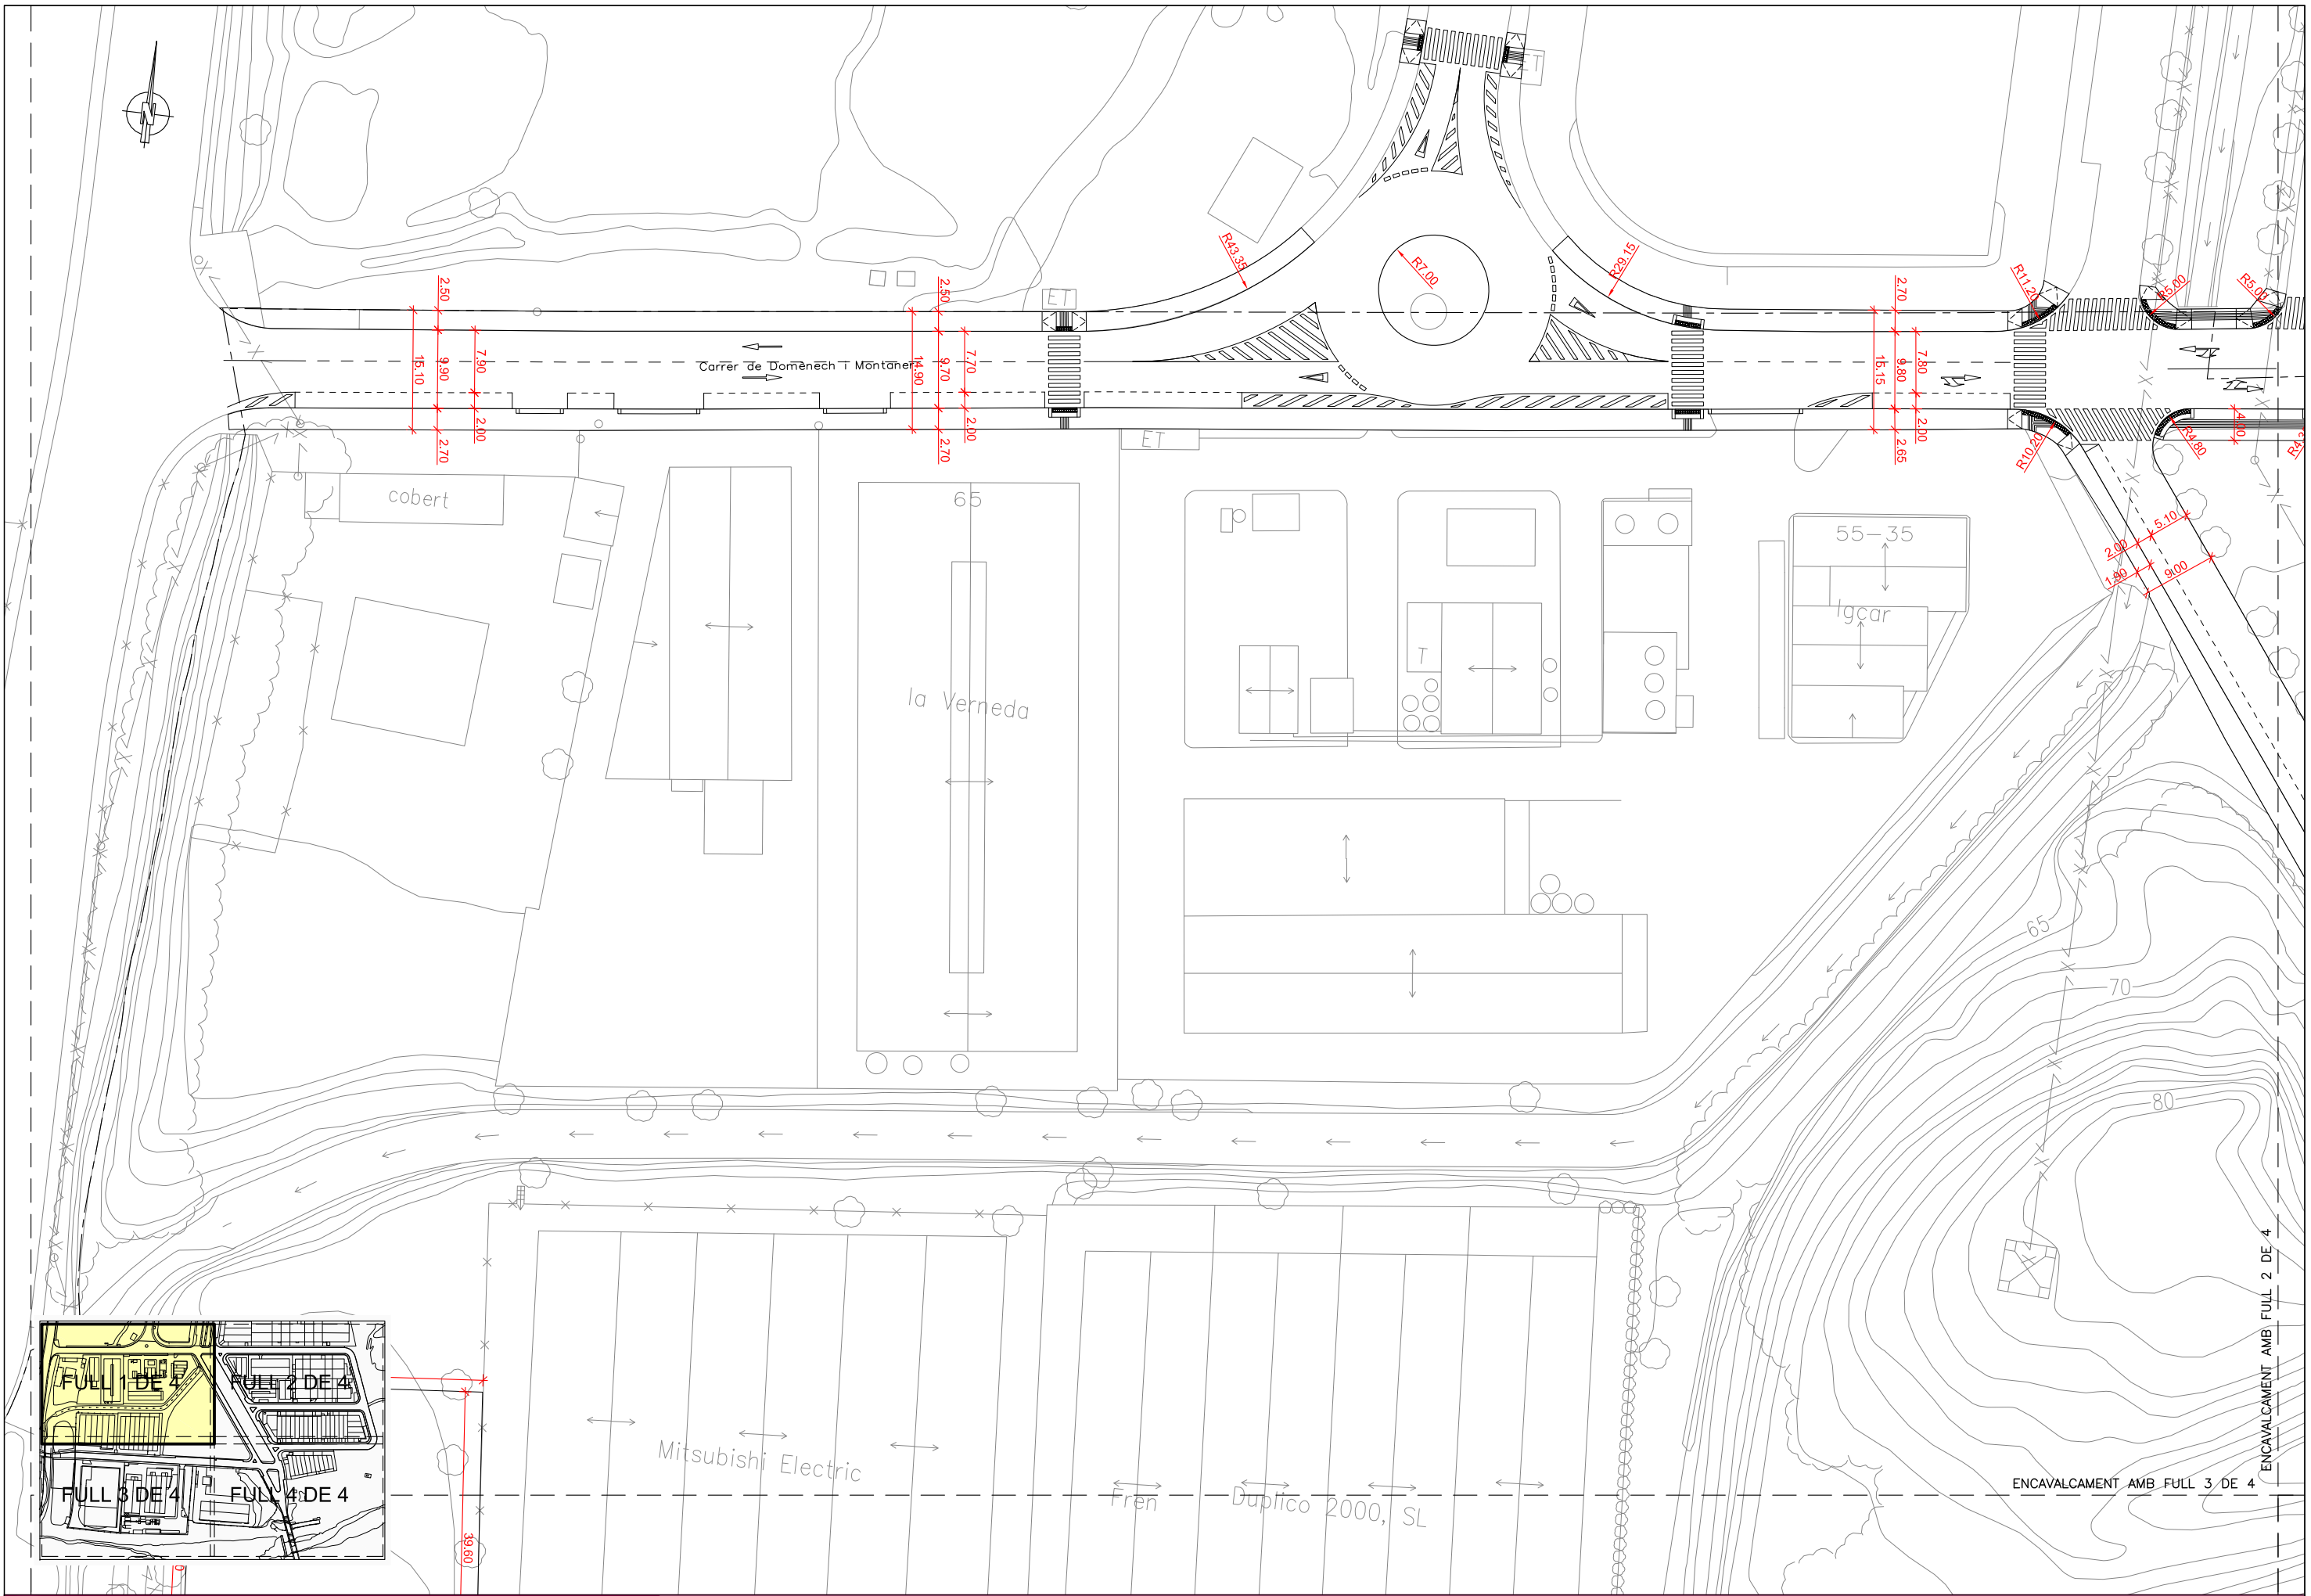 N
ET
R43.35
R7.00
R29.15
R11.20
R5.00
R5.00
2.50
2.50
2.70
ET
15.10
9.90
7.90
14.90
9.70
7.70
15.15
9.80
7.80
Carrer de Domènech i Montaner
2.70
2.00
2.70
2.00
2.65
2.00
ET
R10.20
R4.80
4.00
cobert
65
55-35
5.10
2.00
1.90
9.00
Igcar
T
la Verneda
65
70
80
ENCAVALCAMENT AMB FULL 2 DE 4
FULL 1 DE 4
FULL 2 DE 4
Mitsubishi Electric
ENCAVALCAMENT AMB FULL 3 DE 4
FULL 3 DE 4
FULL 4 DE 4
Fren
Duplico 2000, SL
39.60